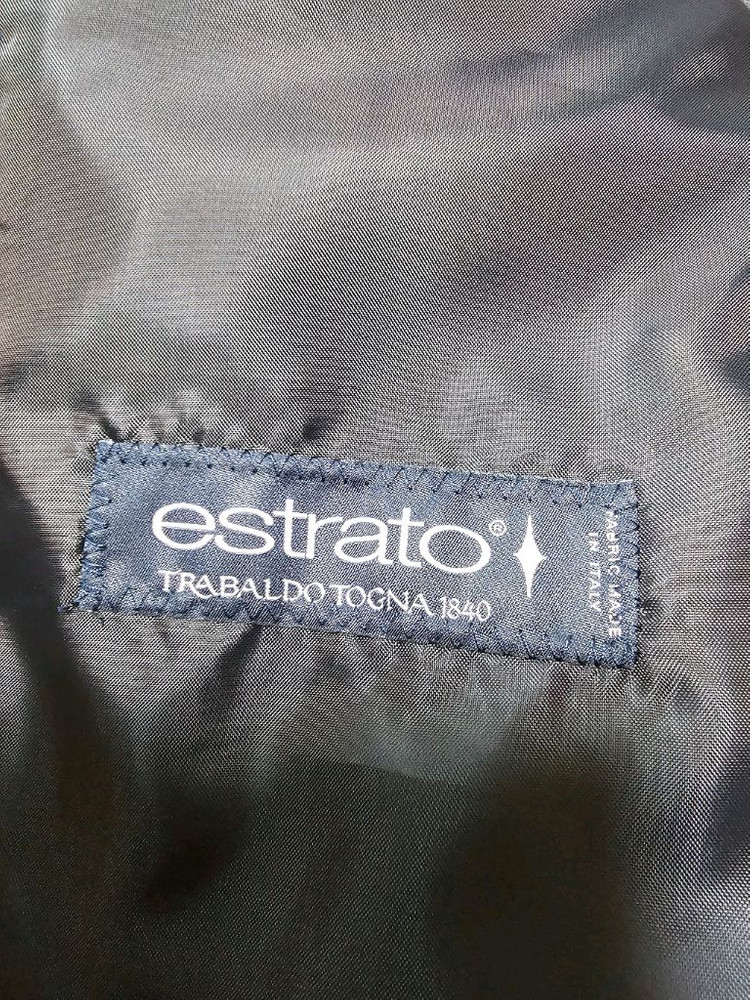 estrato®
TRABALDO TOGNA 1840
FABRIC MADE
IN ITALY